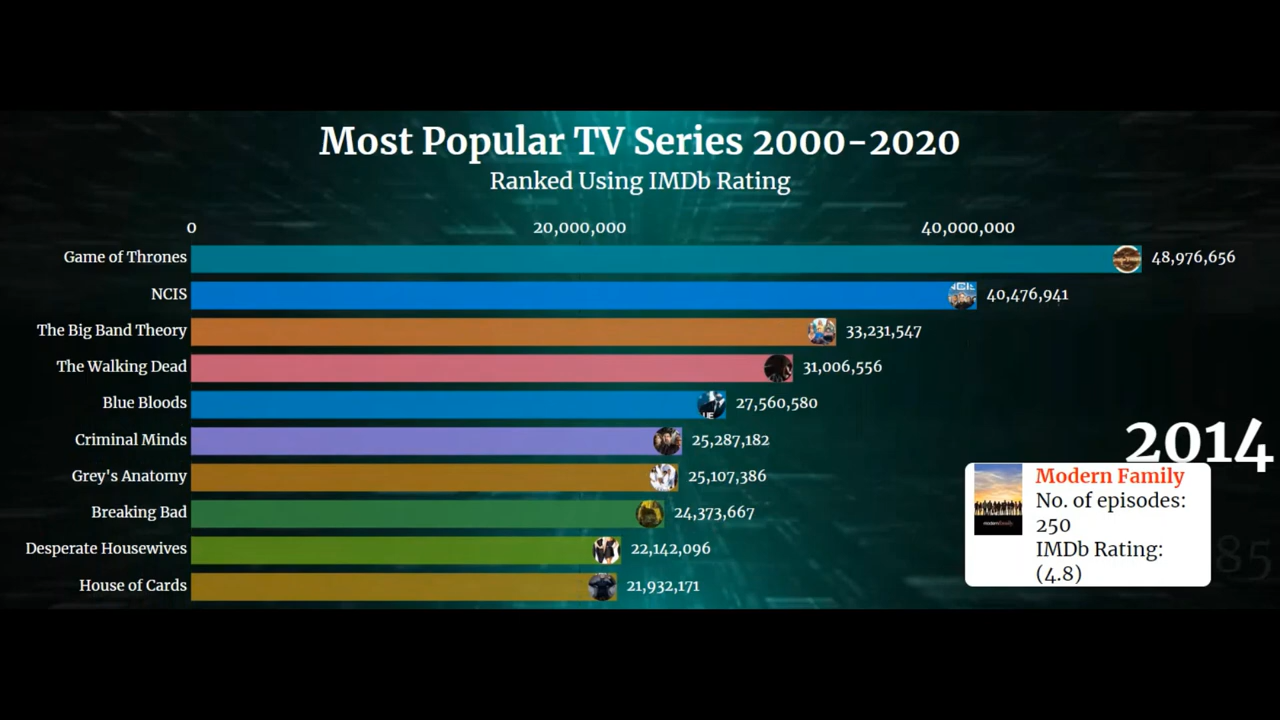 Most Popular TV Series 2000-2020
Ranked Using IMDb Rating
0 20,000,000 40,000,000
Game of Thrones 48,976,656
NCIS 40,476,941
The Big Band Theory 33,231,547
The Walking Dead 31,006,556
Blue Bloods 27,560,580
Criminal Minds 25,287,182
Grey's Anatomy 25,107,386
Breaking Bad 24,373,667
Desperate Housewives 22,142,096
House of Cards 21,932,171
2014
Modern Family
No. of episodes:
250
IMDb Rating:
(4.8)
modern family
85